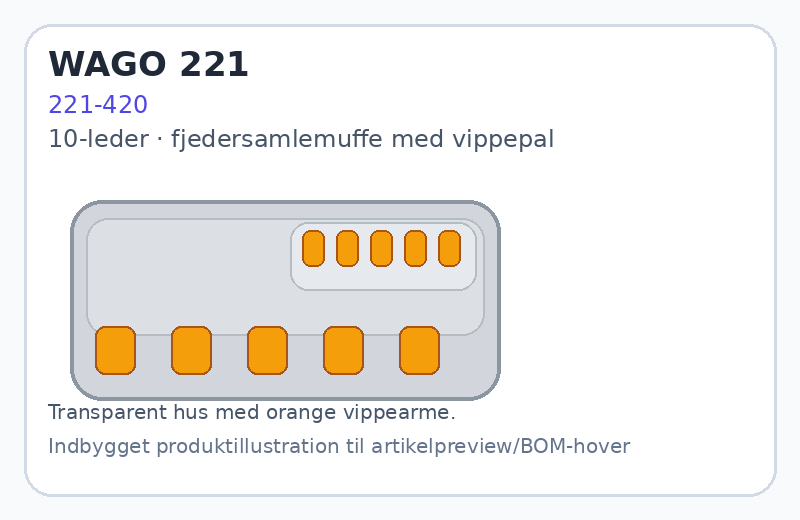 WAGO 221
221-420
10-leder · fjedersamlemuffe med vippepal
Transparent hus med orange vippearme.
Indbygget produktillustration til artikelpreview/BOM-hover